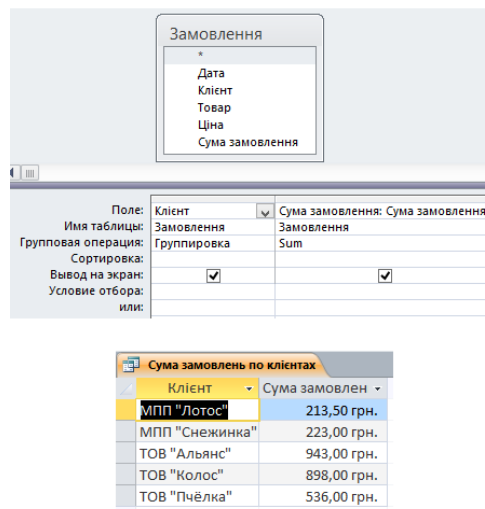 Замовлення
*
Дата
Клієнт
Товар
Ціна
Сума замовлення
Поле: Клієнт Сума замовлення: Сума замовлення
Имя таблицы: Замовлення Замовлення
Групповая операция: Группировка Sum
Сортировка:
Вывод на экран:
Условие отбора:
или:
Сума замовлень по клієнтах
Клієнт Сума замовлен
МПП "Лотос" 213,50 грн.
МПП "Снежинка" 223,00 грн.
ТОВ "Альянс" 943,00 грн.
ТОВ "Колос" 898,00 грн.
ТОВ "Пчёлка" 536,00 грн.